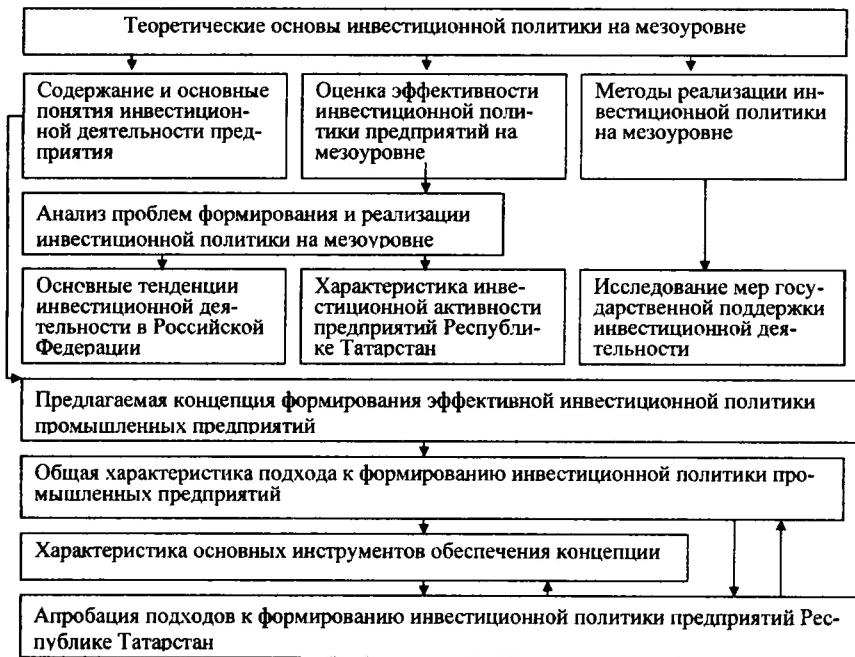 Теоретические основы инвестиционной политики на мезоуровне
Содержание и основные
понятия инвестицион-
ной деятельности пред-
приятия
Оценка эффективности
инвестиционной поли-
тики предприятий на
мезоуровне
Методы реализации ин-
вестиционной политики
на мезоуровне
Анализ проблем формирования и реализации
инвестиционной политики на мезоуровне
Основные тенденции
инвестиционной дея-
тельности в Российской
Федерации
Характеристика инве-
стиционной активности
предприятий Республи-
ке Татарстан
Исследование мер госу-
дарственной поддержки
инвестиционной дея-
тельности
Предлагаемая концепция формирования эффективной инвестиционной политики
промышленных предприятий
Общая характеристика подхода к формированию инвестиционной политики про-
мышленных предприятий
Характеристика основных инструментов обеспечения концепции
Апробация подходов к формированию инвестиционной политики предприятий Рес-
публике Татарстан